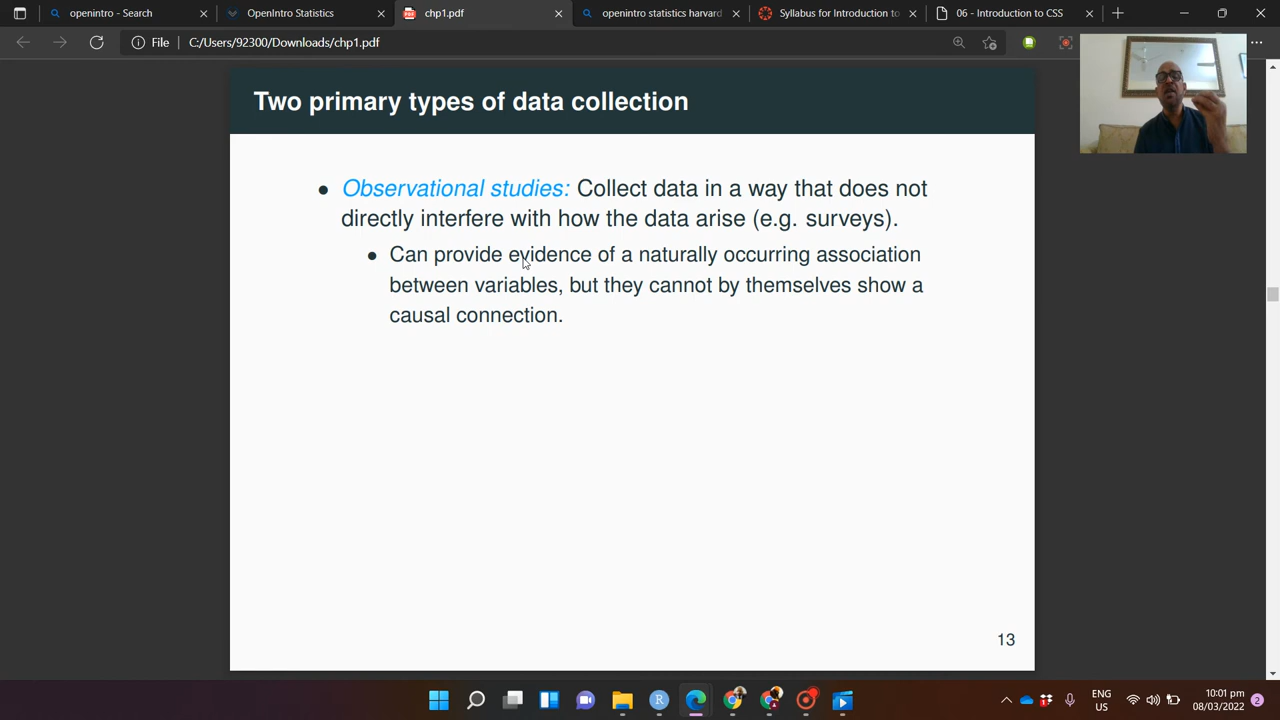 openintro - Search
OpenIntro Statistics
chp1.pdf
openintro statistics harvard
Syllabus for Introduction to
06 - Introduction to CSS
File
C:/Users/92300/Downloads/chp1.pdf
Two primary types of data collection
• Observational studies: Collect data in a way that does not
directly interfere with how the data arise (e.g. surveys).
• Can provide evidence of a naturally occurring association
between variables, but they cannot by themselves show a
causal connection.
13
ENG
US
10:01 pm
08/03/2022
2